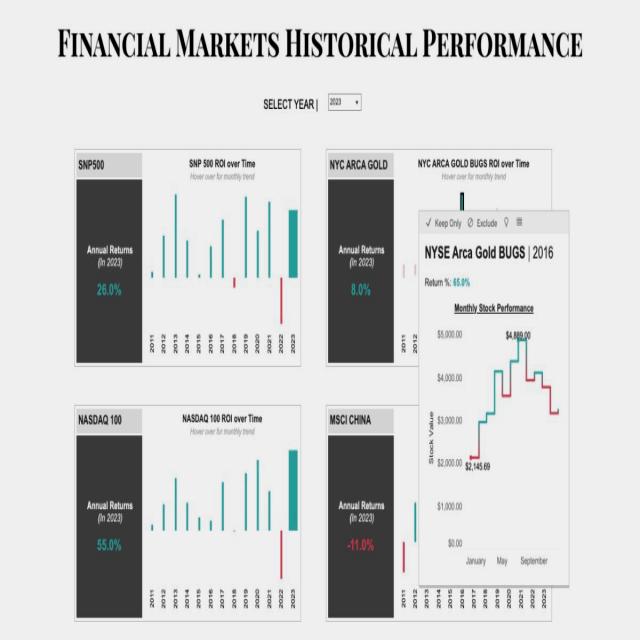 FINANCIAL MARKETS HISTORICAL PERFORMANCE
SELECT YEAR | 2023
SNP500
SNP 500 ROI over Time
Hover over for monthly trend
Annual Returns
(In 2023)
26.0%
2011 2012 2013 2014 2015 2016 2017 2018 2019 2020 2021 2022 2023
NYC ARCA GOLD
NYC ARCA GOLD BUGS ROI over Time
Hover over for monthly trend
Annual Returns
(In 2023)
8.0%
2011 2012
Keep Only Exclude
NYSE Arca Gold BUGS | 2016
Return %: 65.0%
Monthly Stock Performance
Stock Value
$5,000.00
$4,000.00
$3,000.00
$2,000.00
$1,000.00
$0.00
$4,889.00
$2,145.69
January May September
NASDAQ 100
NASDAQ 100 ROI over Time
Hover over for monthly trend
Annual Returns
(In 2023)
55.0%
2011 2012 2013 2014 2015 2016 2017 2018 2019 2020 2021 2022 2023
MSCI CHINA
Annual Returns
(In 2023)
-11.0%
2011 2012 2013 2014 2015 2016 2017 2018 2019 2020 2021 2022 2023